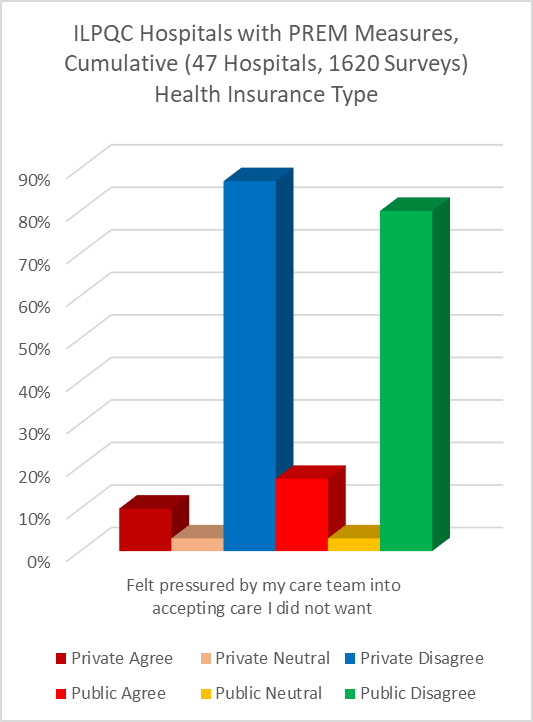 ILPQC Hospitals with PREM Measures,
Cumulative (47 Hospitals, 1620 Surveys)
Health Insurance Type
90%
80%
70%
60%
50%
40%
30%
20%
10%
0%
Felt pressured by my care team into
accepting care I did not want
Private Agree Private Neutral Private Disagree
Public Agree Public Neutral Public Disagree